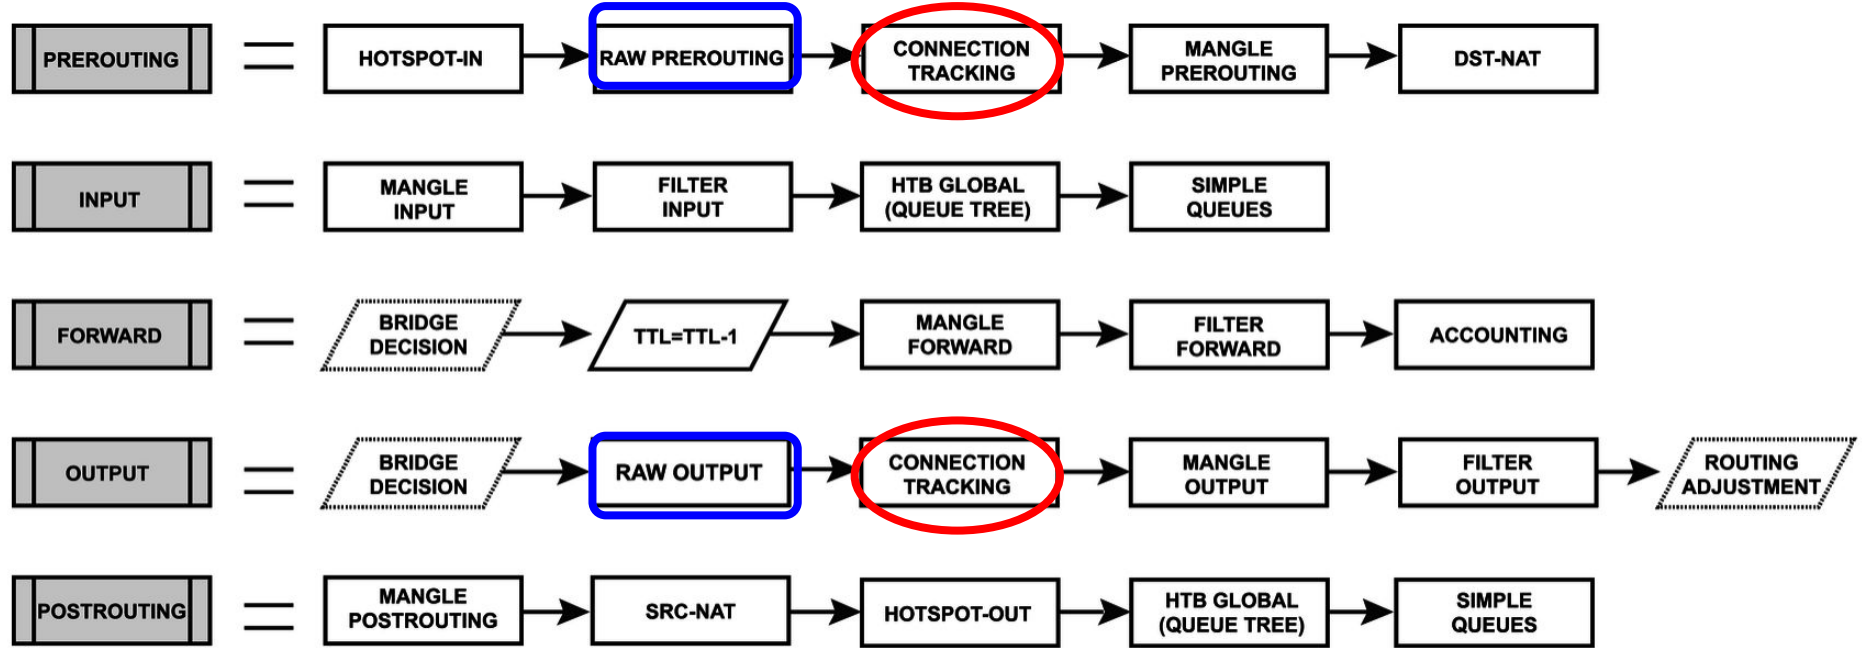 PREROUTING
HOTSPOT-IN
RAW PREROUTING
CONNECTION
TRACKING
MANGLE
PREROUTING
DST-NAT
INPUT
MANGLE
INPUT
FILTER
INPUT
HTB GLOBAL
(QUEUE TREE)
SIMPLE
QUEUES
FORWARD
BRIDGE
DECISION
TTL=TTL-1
MANGLE
FORWARD
FILTER
FORWARD
ACCOUNTING
OUTPUT
BRIDGE
DECISION
RAW OUTPUT
CONNECTION
TRACKING
MANGLE
OUTPUT
FILTER
OUTPUT
ROUTING
ADJUSTMENT
POSTROUTING
MANGLE
POSTROUTING
SRC-NAT
HOTSPOT-OUT
HTB GLOBAL
(QUEUE TREE)
SIMPLE
QUEUES